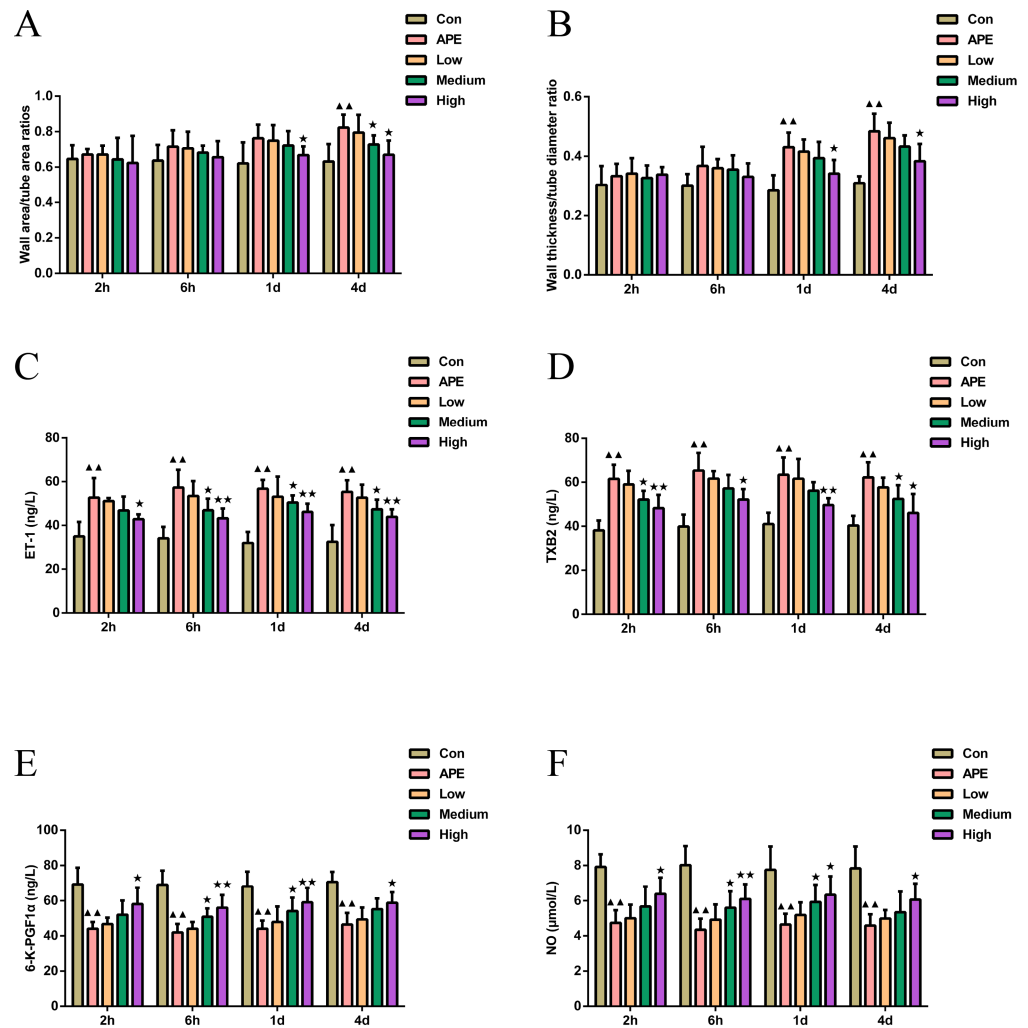 A
Con
APE
Low
Medium
High
Wall area/tube area ratios
1.0
0.8
0.6
0.4
0.2
0.0
▲▲
★
★
★
2h
6h
1d
4d
B
Con
APE
Low
Medium
High
Wall thickness/tube diameter ratio
0.6
0.4
0.2
0.0
▲▲
★
▲▲
★
2h
6h
1d
4d
C
Con
APE
Low
Medium
High
ET-1 (ng/L)
80
60
40
20
0
▲▲
★
▲▲
★
★★
▲▲
★
★★
▲▲
★
★★
2h
6h
1d
4d
D
Con
APE
Low
Medium
High
TXB2 (ng/L)
80
60
40
20
0
▲▲
★
★★
▲▲
★
▲▲
★★
▲▲
★
★
2h
6h
1d
4d
E
Con
APE
Low
Medium
High
6-K-PGF1α (ng/L)
100
80
60
40
20
0
▲▲
★
▲▲
★
★★
▲▲
★
★★
▲▲
★
2h
6h
1d
4d
F
Con
APE
Low
Medium
High
NO (μmol/L)
10
8
6
4
2
0
▲▲
★
▲▲
★
★★
▲▲
★
★
▲▲
★
2h
6h
1d
4d